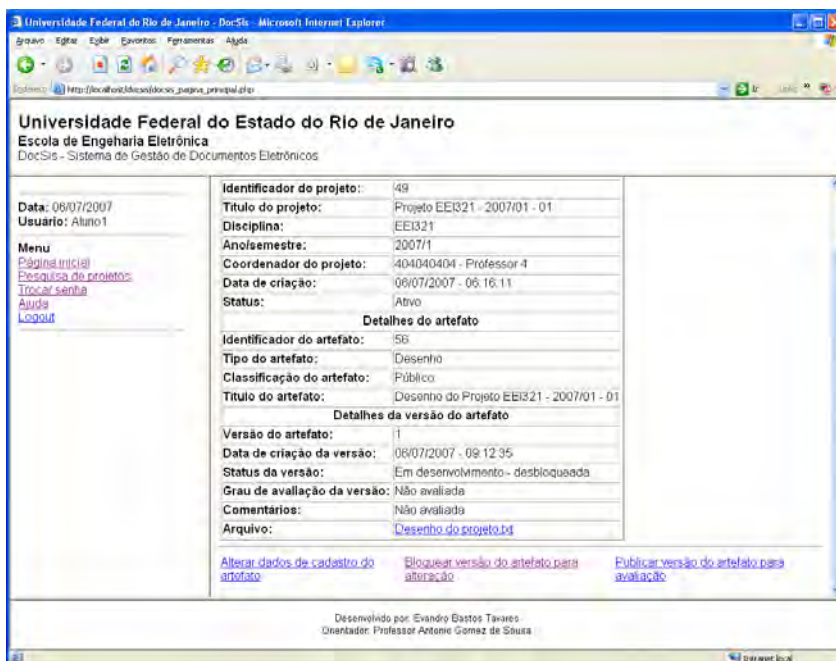 Universidade Federal do Rio de Janeiro - DocSis - Microsoft Internet Explorer
Arquivo Editar Exibir Favoritos Ferramentas Ajuda
http://localhost/docsis/docsis_pagina_principal.php
Ir
Universidade Federal do Estado do Rio de Janeiro
Escola de Engenharia Eletrônica
DocSis - Sistema de Gestão de Documentos Eletrônicos
Data: 06/07/2007
Usuário: Aluno1
Menu
Página inicial
Pesquisa de projetos
Trocar senha
Ajuda
Logout
Identificador do projeto: 49
Título do projeto: Projeto EEI321 - 2007/01 - 01
Disciplina: EEI321
Ano/semestre: 2007/1
Coordenador do projeto: 404040404 - Professor 4
Data de criação: 06/07/2007 - 06:16:11
Status: Ativo
Detalhes do artefato
Identificador do artefato: 56
Tipo do artefato: Desenho
Classificação do artefato: Público
Título do artefato: Desenho do Projeto EEI321 - 2007/01 - 01
Detalhes da versão do artefato
Versão do artefato: 1
Data de criação da versão: 06/07/2007 - 09:12:35
Status da versão: Em desenvolvimento - desbloqueada
Grau de avaliação da versão: Não avaliada
Comentários: Não avaliada
Arquivo: Desenho do projeto.txt
Alterar dados de cadastro do artefato
Bloquear versão do artefato para alteração
Publicar versão do artefato para avaliação
Desenvolvido por: Evandro Bastos Tavares
Orientador: Professor Antonio Gomez de Sousa
Intranet local